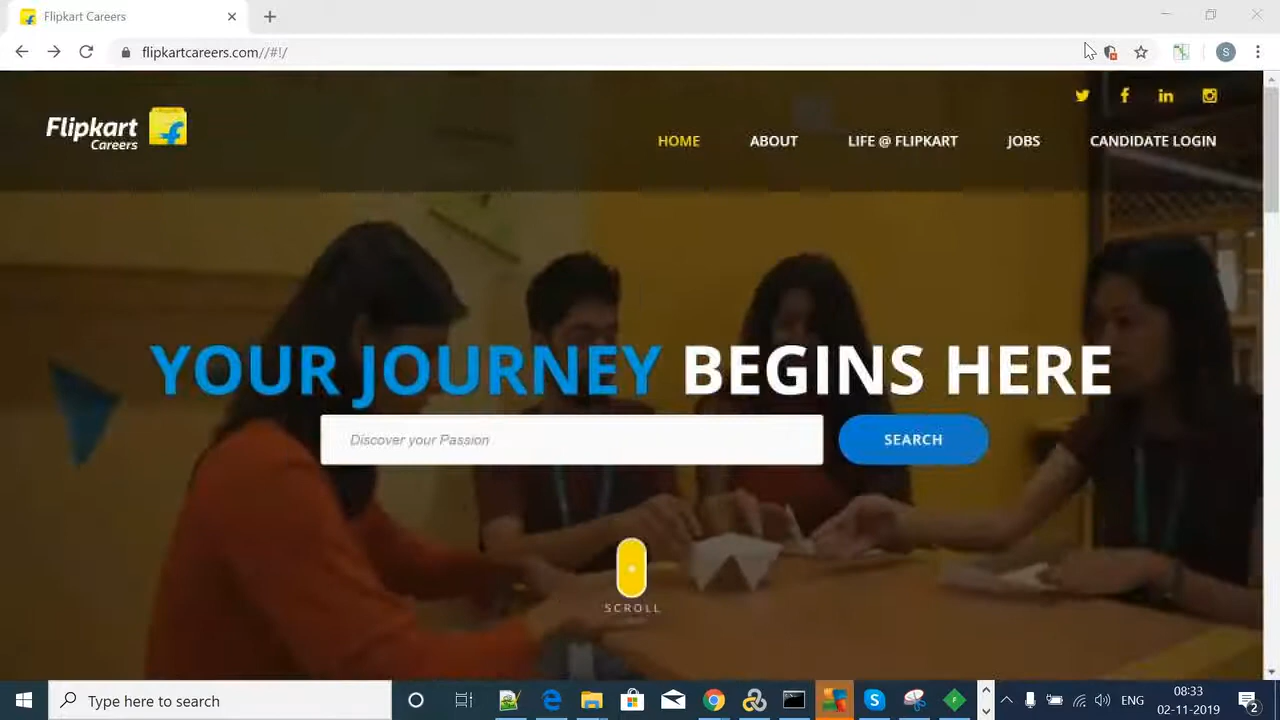 Flipkart Careers
flipkartcareers.com//#!/
S
Flipkart
Careers
HOME ABOUT LIFE @ FLIPKART JOBS CANDIDATE LOGIN
YOUR JOURNEY BEGINS HERE
Discover your Passion
SEARCH
SCROLL
Type here to search
ENG
08:33
02-11-2019
2